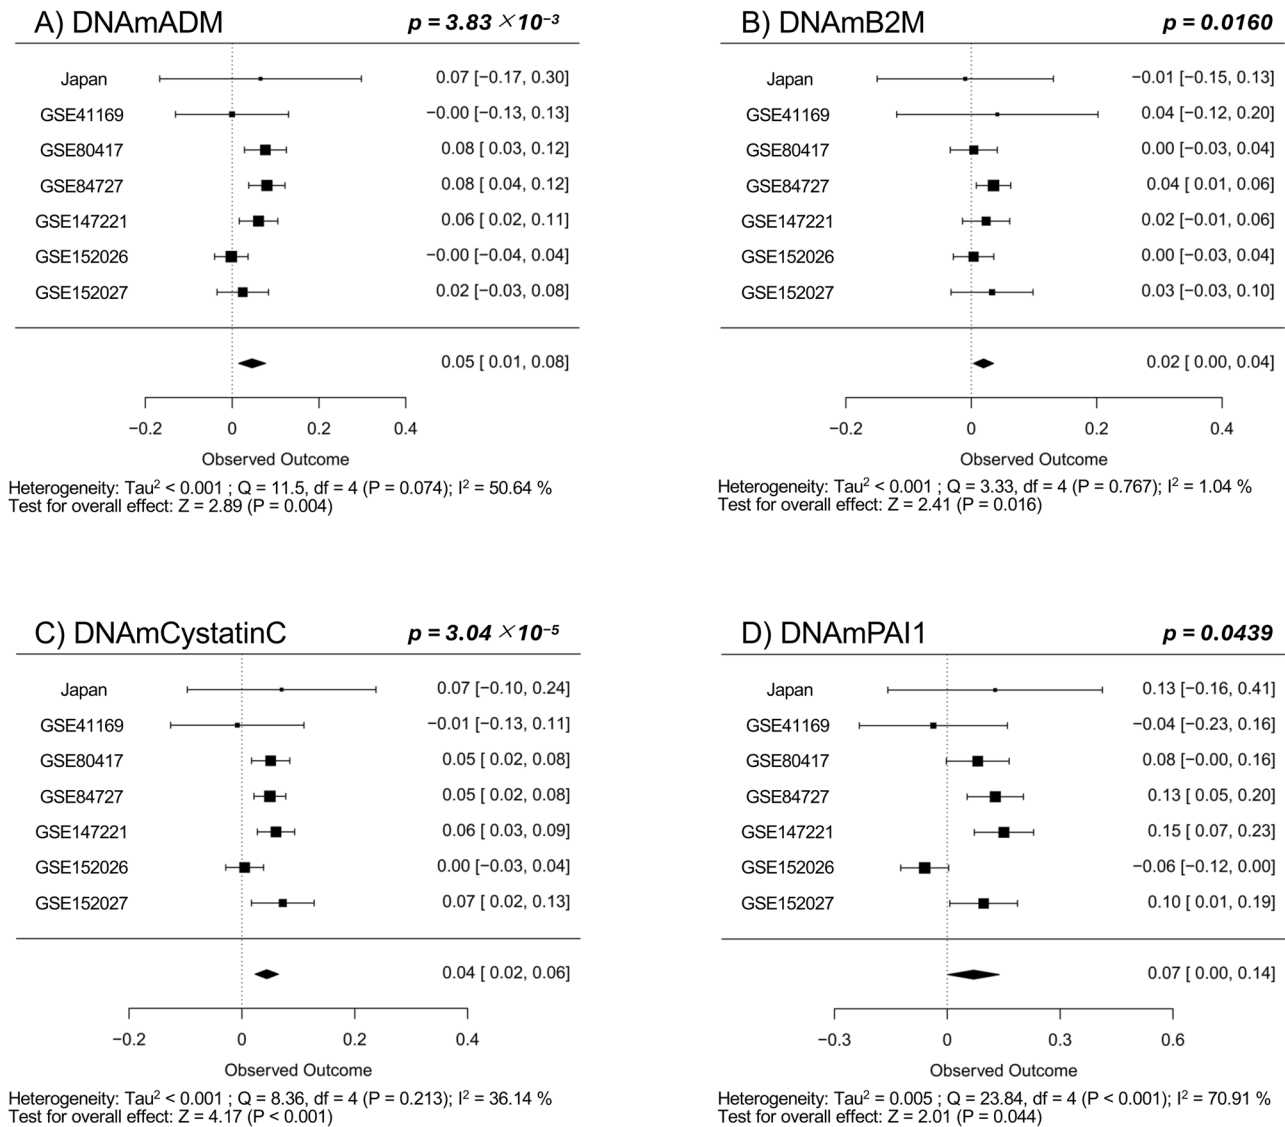 A) DNAmADM p = 3.83 ×10⁻³
Japan 0.07 [−0.17, 0.30]
GSE41169 −0.00 [−0.13, 0.13]
GSE80417 0.08 [ 0.03, 0.12]
GSE84727 0.08 [ 0.04, 0.12]
GSE147221 0.06 [ 0.02, 0.11]
GSE152026 −0.00 [−0.04, 0.04]
GSE152027 0.02 [−0.03, 0.08]
0.05 [ 0.01, 0.08]
−0.2 0 0.2 0.4
Observed Outcome
Heterogeneity: Tau² < 0.001 ; Q = 11.5, df = 4 (P = 0.074); I² = 50.64 %
Test for overall effect: Z = 2.89 (P = 0.004)
B) DNAmB2M p = 0.0160
Japan −0.01 [−0.15, 0.13]
GSE41169 0.04 [−0.12, 0.20]
GSE80417 0.00 [−0.03, 0.04]
GSE84727 0.04 [ 0.01, 0.06]
GSE147221 0.02 [−0.01, 0.06]
GSE152026 0.00 [−0.03, 0.04]
GSE152027 0.03 [−0.03, 0.10]
0.02 [ 0.00, 0.04]
−0.2 0 0.2 0.4
Observed Outcome
Heterogeneity: Tau² < 0.001 ; Q = 3.33, df = 4 (P = 0.767); I² = 1.04 %
Test for overall effect: Z = 2.41 (P = 0.016)
C) DNAmCystatinC p = 3.04 ×10⁻⁵
Japan 0.07 [−0.10, 0.24]
GSE41169 −0.01 [−0.13, 0.11]
GSE80417 0.05 [ 0.02, 0.08]
GSE84727 0.05 [ 0.02, 0.08]
GSE147221 0.06 [ 0.03, 0.09]
GSE152026 0.00 [−0.03, 0.04]
GSE152027 0.07 [ 0.02, 0.13]
0.04 [ 0.02, 0.06]
−0.2 0 0.2 0.4
Observed Outcome
Heterogeneity: Tau² < 0.001 ; Q = 8.36, df = 4 (P = 0.213); I² = 36.14 %
Test for overall effect: Z = 4.17 (P < 0.001)
D) DNAmPAI1 p = 0.0439
Japan 0.13 [−0.16, 0.41]
GSE41169 −0.04 [−0.23, 0.16]
GSE80417 0.08 [−0.00, 0.16]
GSE84727 0.13 [ 0.05, 0.20]
GSE147221 0.15 [ 0.07, 0.23]
GSE152026 −0.06 [−0.12, 0.00]
GSE152027 0.10 [ 0.01, 0.19]
0.07 [ 0.00, 0.14]
−0.3 0 0.3 0.6
Observed Outcome
Heterogeneity: Tau² = 0.005 ; Q = 23.84, df = 4 (P < 0.001); I² = 70.91 %
Test for overall effect: Z = 2.01 (P = 0.044)